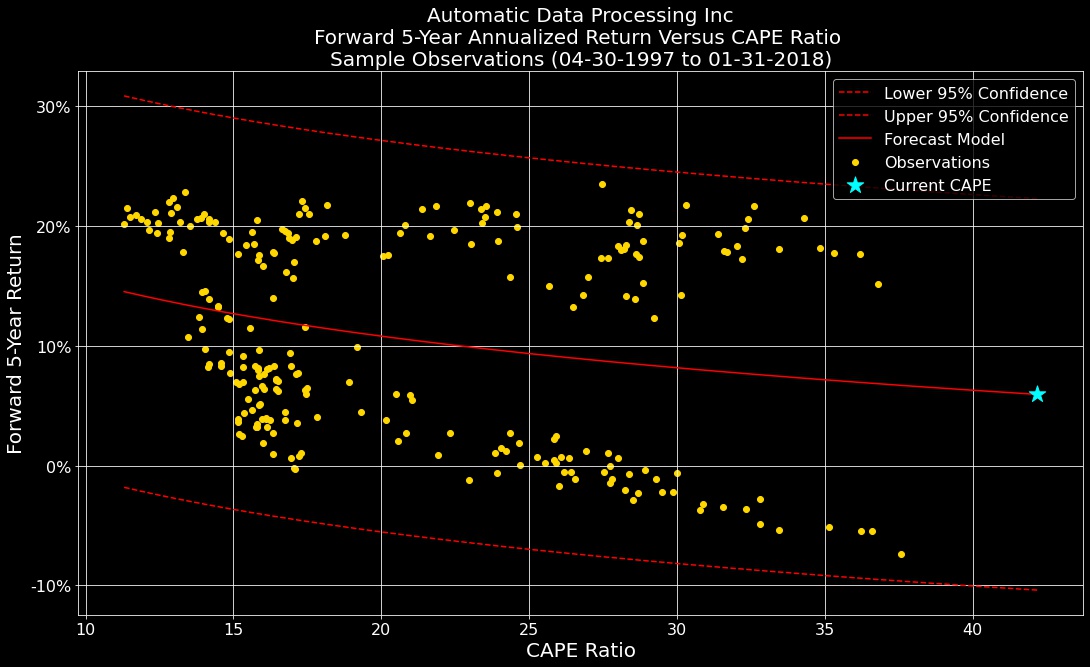 Automatic Data Processing Inc
Forward 5-Year Annualized Return Versus CAPE Ratio
Sample Observations (04-30-1997 to 01-31-2018)
Lower 95% Confidence
Upper 95% Confidence
Forecast Model
Observations
Current CAPE
Forward 5-Year Return
30%
20%
10%
0%
-10%
10 15 20 25 30 35 40
CAPE Ratio